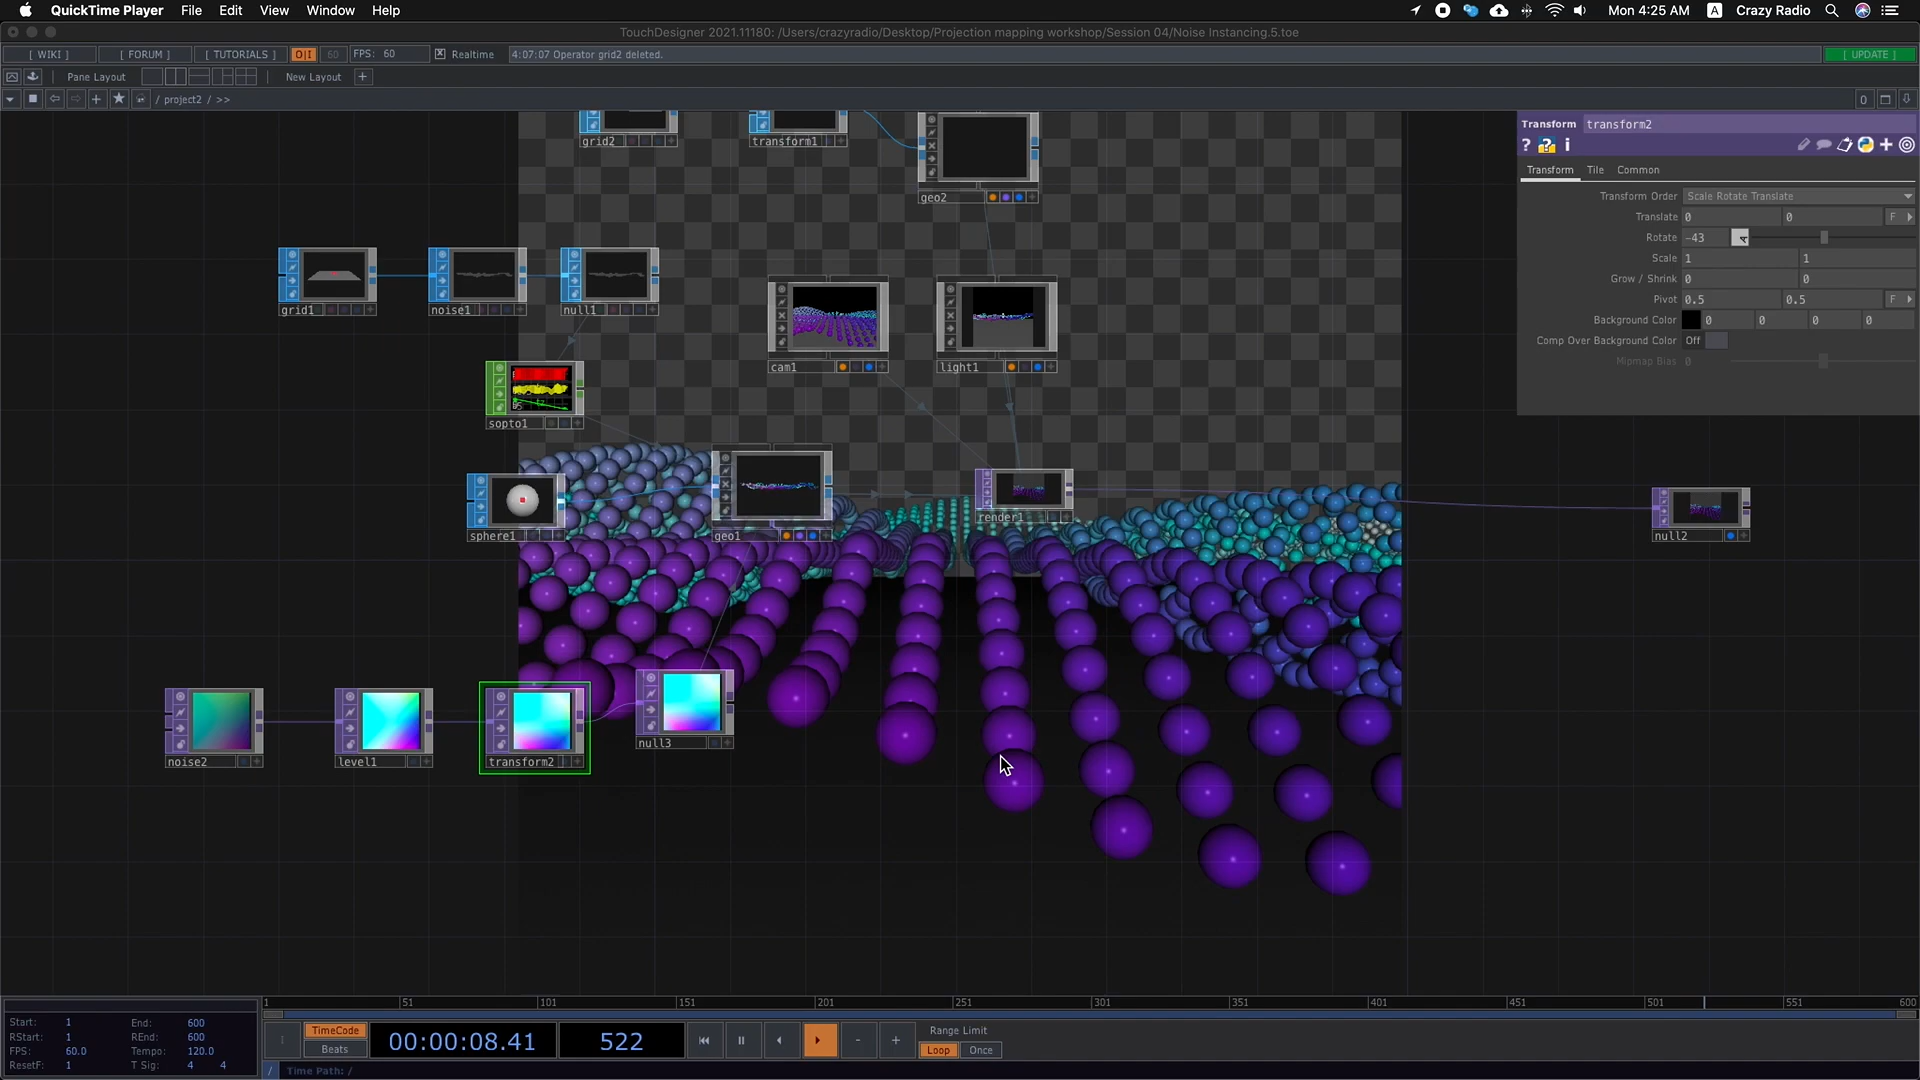 QuickTime Player File Edit View Window Help Mon 4:25 AM A Crazy Radio
TouchDesigner 2021.11180: /Users/crazyradio/Desktop/Projection mapping workshop/Session 04/Noise Instancing.5.toe
[ WIKI ] [ FORUM ] [ TUTORIALS ] O|I 60 FPS: 60 Realtime 4:07:07 Operator grid2 deleted. [ UPDATE ]
Pane Layout New Layout +
/ project2 / >> 0
Transform transform2
grid2 transform1
Transform Tile Common
geo2
Transform Order Scale Rotate Translate
Translate 0 0 F
Rotate -43
Scale 1 1
Grow / Shrink 0 0
Pivot 0.5 0.5 F
Background Color 0 0 0 0
Comp Over Background Color Off
Mipmap Bias 0
grid1 noise1 null1
cam1 light1
sopto1
render1
sphere1 geo1 null2
null3
noise2 level1 transform2
1 51 101 151 201 251 301 351 401 451 501 551 600
Start: 1 End: 600
RStart: 1 REnd: 600
FPS: 60.0 Tempo: 120.0
ResetF: 1 T Sig: 4 4
TimeCode
Beats
00:00:08.41 522
- +
Range Limit
Loop Once
/ Time Path: /